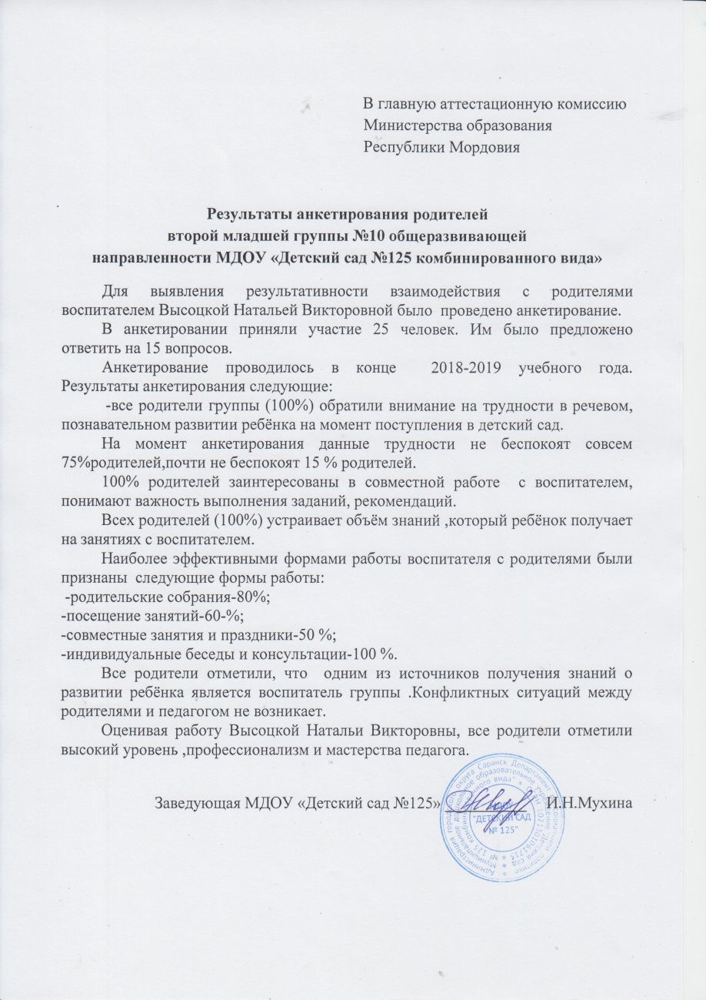 В главную аттестационную комиссию
Министерства образования
Республики Мордовия
Результаты анкетирования родителей
второй младшей группы №10 общеразвивающей
направленности МДОУ «Детский сад №125 комбинированного вида»
Для выявления результативности взаимодействия с родителями
воспитателем Высоцкой Натальей Викторовной было проведено анкетирование.
В анкетировании приняли участие 25 человек. Им было предложено
ответить на 15 вопросов.
Анкетирование проводилось в конце 2018-2019 учебного года.
Результаты анкетирования следующие:
-все родители группы (100%) обратили внимание на трудности в речевом,
познавательном развитии ребёнка на момент поступления в детский сад.
На момент анкетирования данные трудности не беспокоят совсем
75%родителей,почти не беспокоят 15 % родителей.
100% родителей заинтересованы в совместной работе с воспитателем,
понимают важность выполнения заданий, рекомендаций.
Всех родителей (100%) устраивает объём знаний ,который ребёнок получает
на занятиях с воспитателем.
Наиболее эффективными формами работы воспитателя с родителями были
признаны следующие формы работы:
-родительские собрания-80%;
-посещение занятий-60-%;
-совместные занятия и праздники-50 %;
-индивидуальные беседы и консультации-100 %.
Все родители отметили, что одним из источников получения знаний о
развитии ребёнка является воспитатель группы .Конфликтных ситуаций между
родителями и педагогом не возникает.
Оценивая работу Высоцкой Натальи Викторовны, все родители отметили
высокий уровень ,профессионализм и мастерства педагога.
Заведующая МДОУ «Детский сад №125» И.Н.Мухина
"ДЕТСКИЙ САД
№ 125"